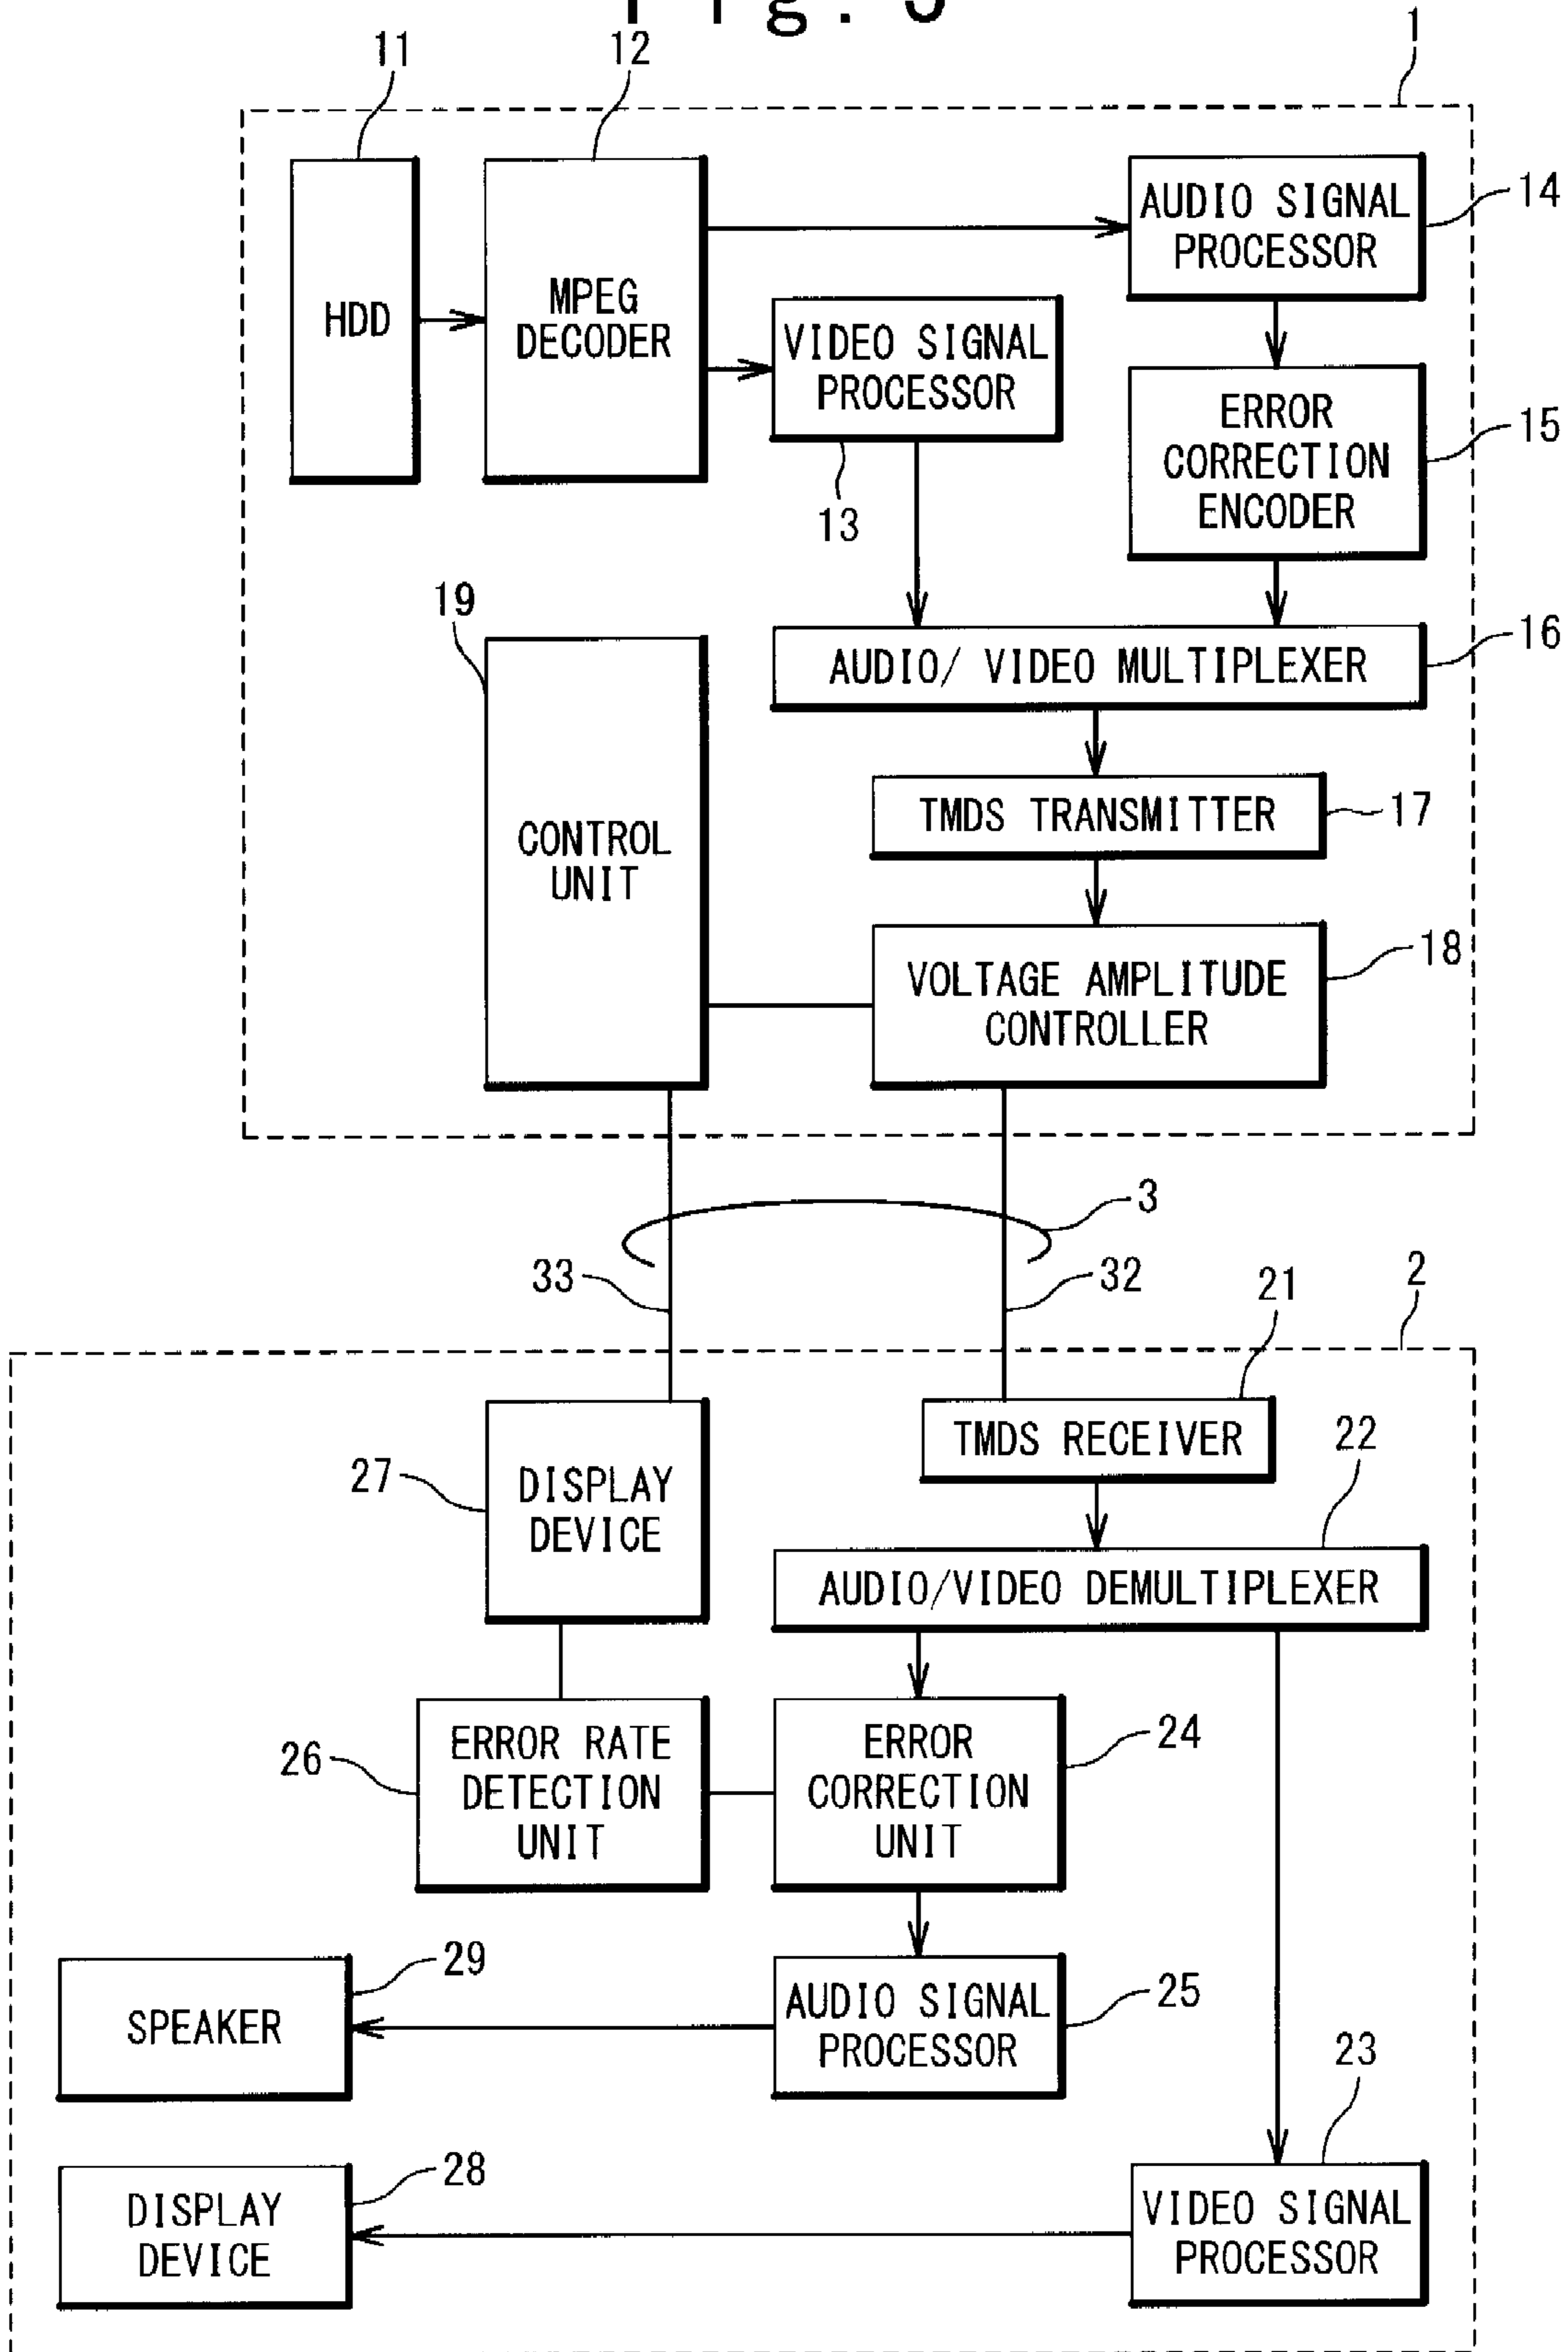 11
12
1
HDD
MPEG
DECODER
AUDIO SIGNAL
PROCESSOR
14
VIDEO SIGNAL
PROCESSOR
13
ERROR
CORRECTION
ENCODER
15
19
CONTROL
UNIT
AUDIO/ VIDEO MULTIPLEXER
16
TMDS TRANSMITTER
17
VOLTAGE AMPLITUDE
CONTROLLER
18
3
33
32
21
2
27
DISPLAY
DEVICE
TMDS RECEIVER
22
AUDIO/VIDEO DEMULTIPLEXER
26
ERROR RATE
DETECTION
UNIT
ERROR
CORRECTION
UNIT
24
29
SPEAKER
AUDIO SIGNAL
PROCESSOR
25
23
28
DISPLAY
DEVICE
VIDEO SIGNAL
PROCESSOR